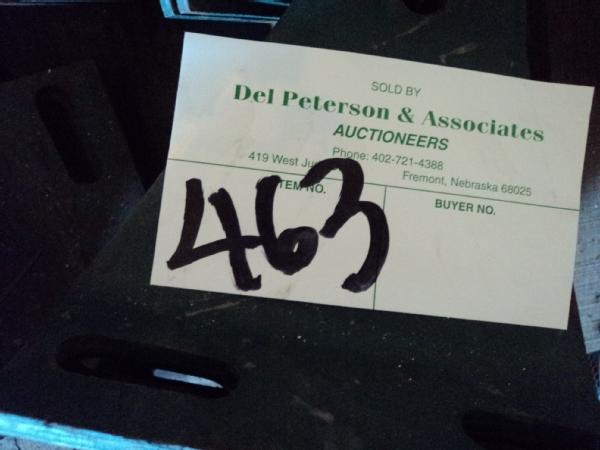 SOLD BY
Del Peterson & Associates
AUCTIONEERS
Phone: 402-721-4388
419 West
Fremont, Nebraska 68025
ITEM NO.
BUYER NO.
463